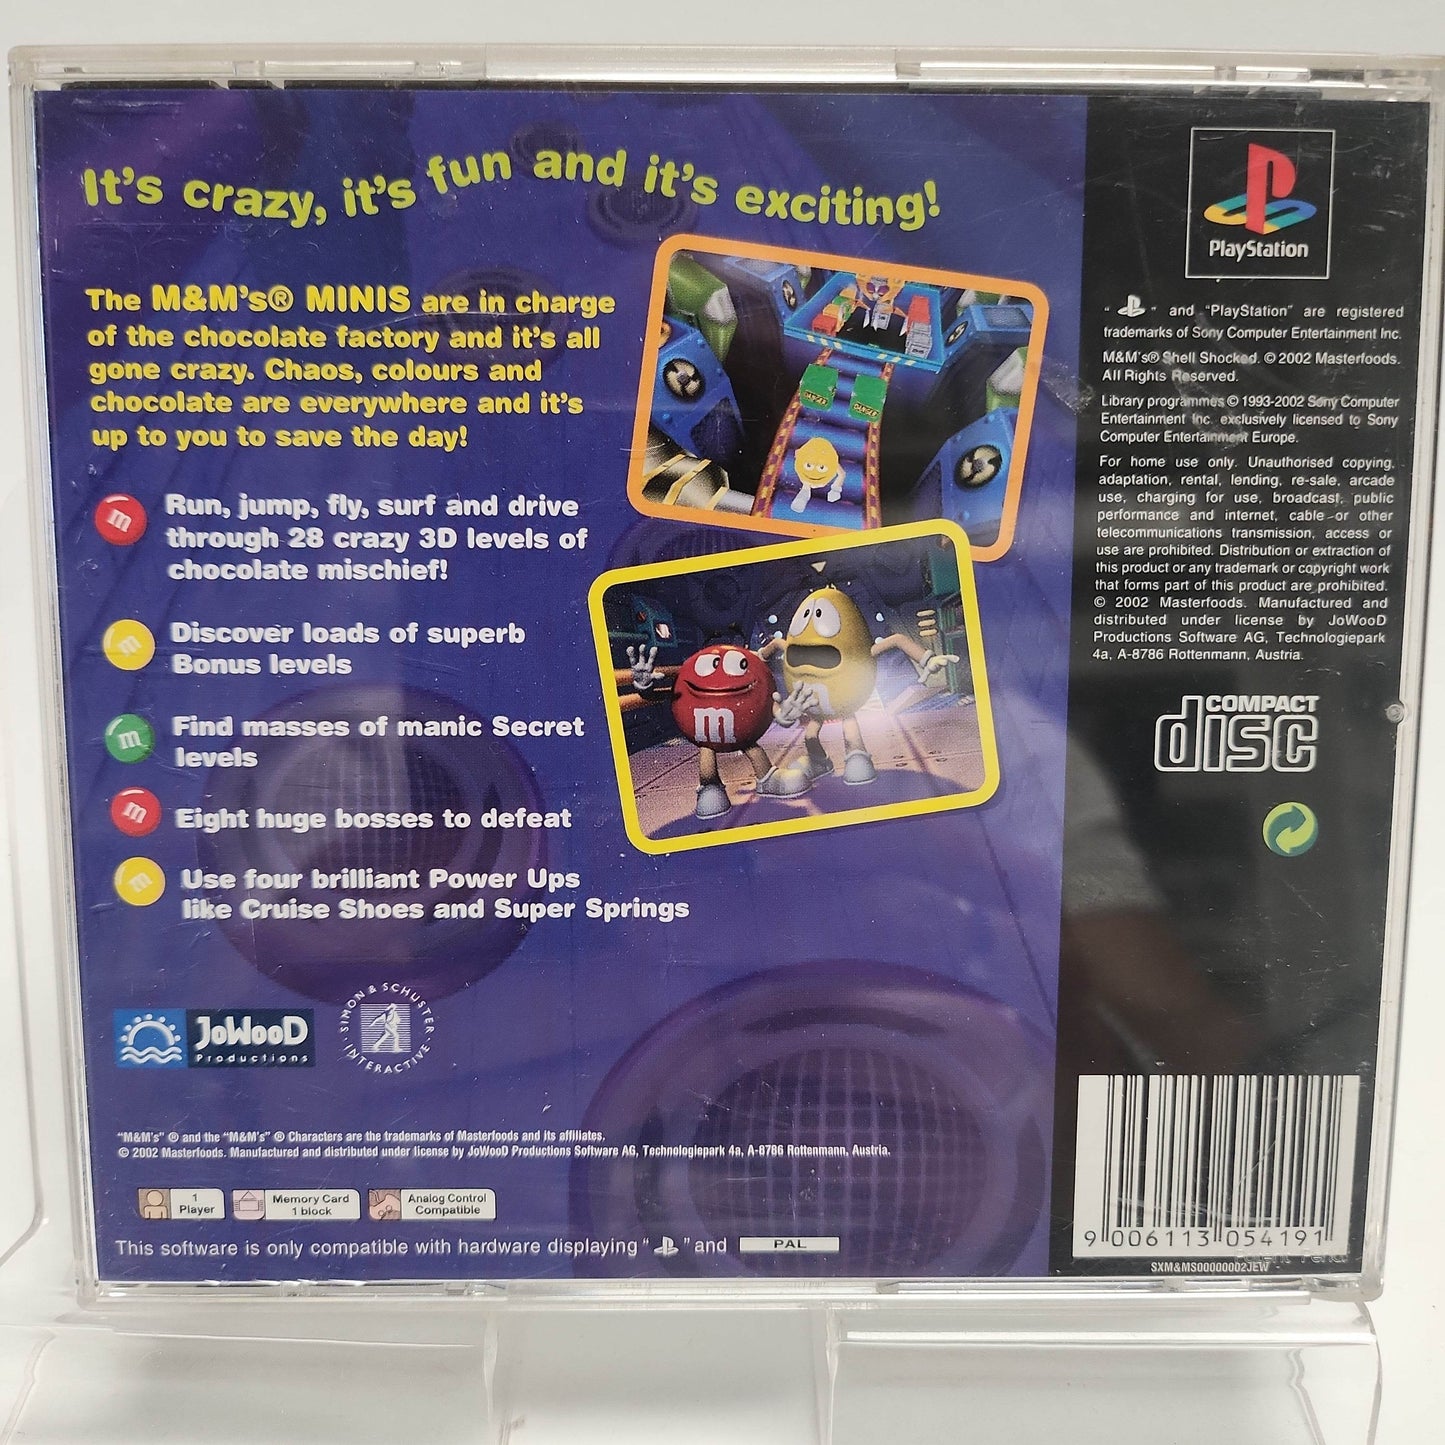 It's crazy, it's fun and it's exciting!
The M&M's® MINIS are in charge
of the chocolate factory and it's all
gone crazy. Chaos, colours and
chocolate are everywhere and it's
up to you to save the day!
m
Run, jump, fly, surf and drive
through 28 crazy 3D levels of
chocolate mischief!
m
Discover loads of superb
Bonus levels
m
Find masses of manic Secret
levels
m
Eight huge bosses to defeat
m
Use four brilliant Power Ups
like Cruise Shoes and Super Springs
DANGER
DANGER
m
JoWooD
Productions
SIMON & SCHUSTER
· INTERACTIVE ·
"M&M's" ® and the "M&M's" ® Characters are the trademarks of Masterfoods and its affiliates.
© 2002 Masterfoods. Manufactured and distributed under license by JoWooD Productions Software AG, Technologiepark 4a, A-8786 Rottenmann, Austria.
1
Player
Memory Card
1 block
Analog Control
Compatible
This software is only compatible with hardware displaying " " and PAL
PlayStation
" " and "PlayStation" are registered
trademarks of Sony Computer Entertainment Inc.
M&M's® Shell Shocked. © 2002 Masterfoods.
All Rights Reserved.
Library programmes © 1993-2002 Sony Computer
Entertainment Inc. exclusively licensed to Sony
Computer Entertainment Europe.
For home use only. Unauthorised copying,
adaptation, rental, lending, re-sale, arcade
use, charging for use, broadcast, public
performance and internet, cable or other
telecommunications transmission, access or
use are prohibited. Distribution or extraction of
this product or any trademark or copyright work
that forms part of this product are prohibited.
© 2002 Masterfoods. Manufactured and
distributed under license by JoWooD
Productions Software AG, Technologiepark
4a, A-8786 Rottenmann, Austria.
COMPACT
disc
9 006113 054191
SXM&MS00000002JEW